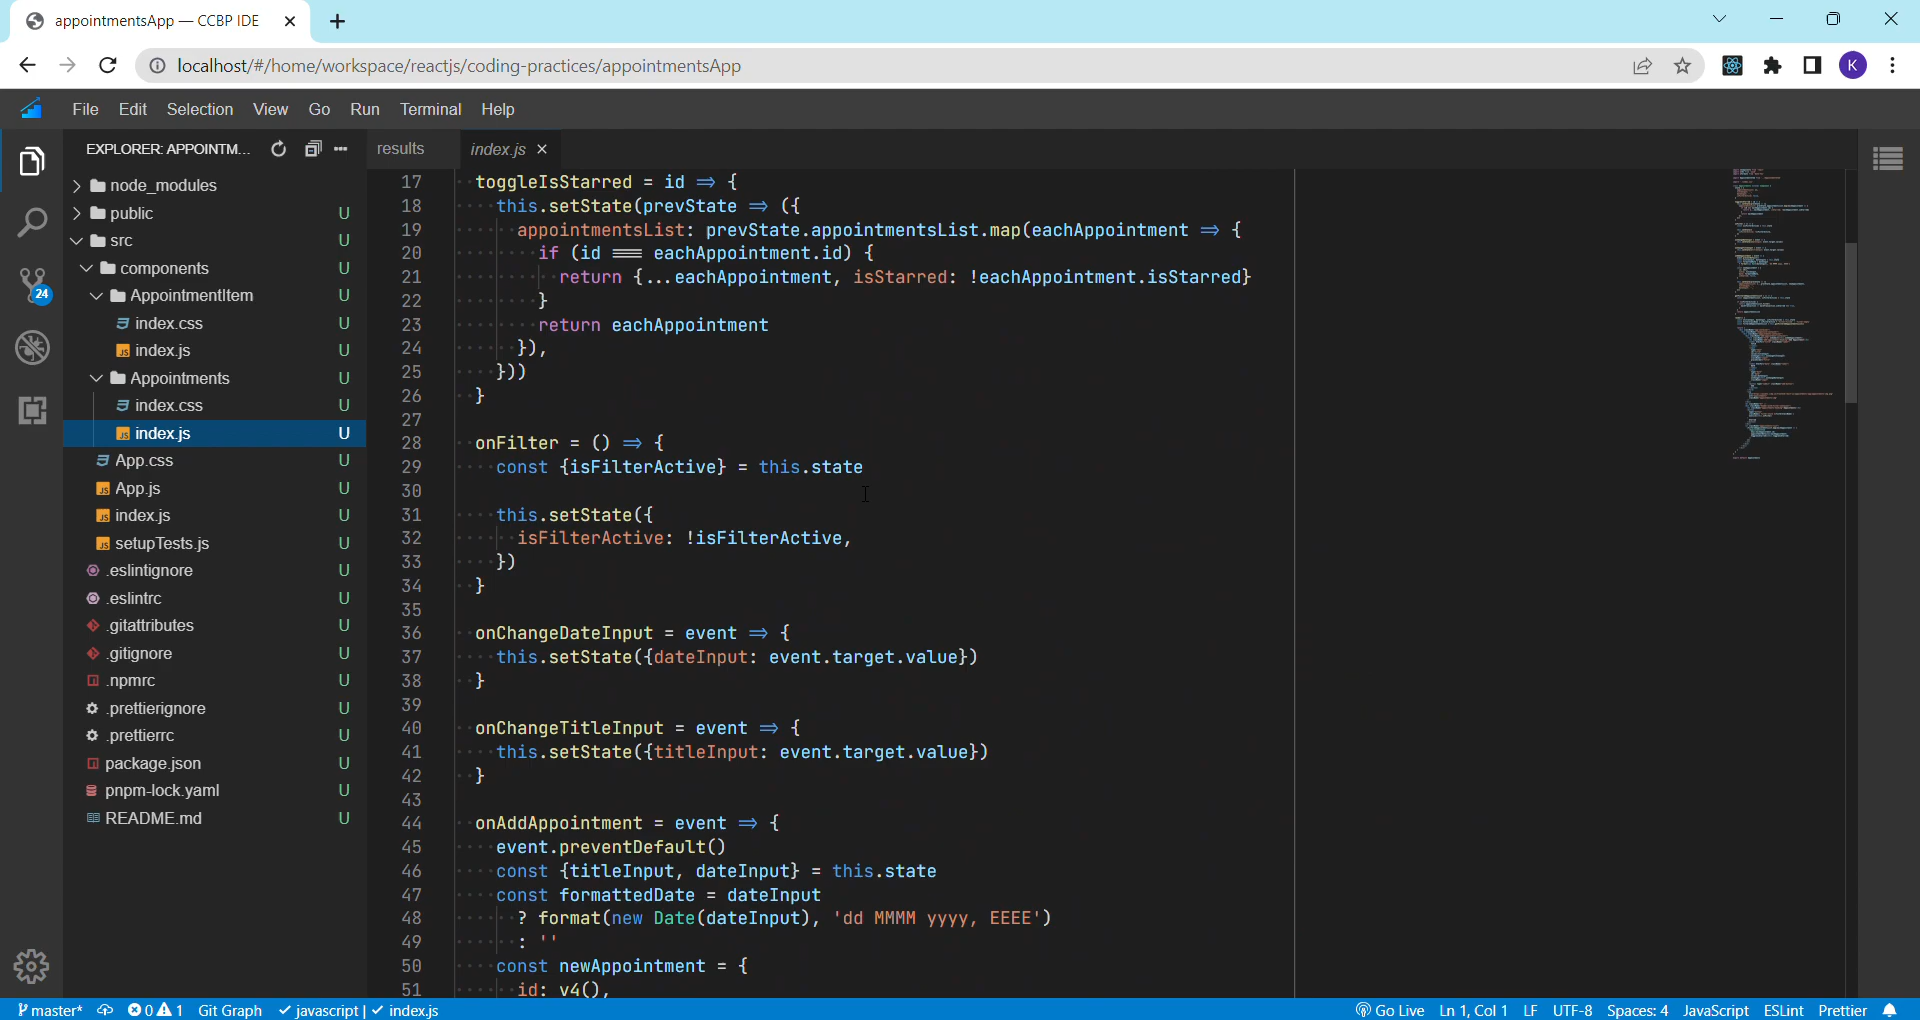 appointmentsApp — CCBP IDE
localhost/#/home/workspace/reactjs/coding-practices/appointmentsApp
K
File Edit Selection View Go Run Terminal Help
EXPLORER: APPOINTM...
results
index.js
node_modules
public U
src U
components U
AppointmentItem U
index.css U
JS index.js U
Appointments U
index.css U
JS index.js U
App.css U
JS App.js U
JS index.js U
JS setupTests.js U
.eslintignore U
.eslintrc U
.gitattributes U
.gitignore U
.npmrc U
.prettierignore U
.prettierrc U
package.json U
pnpm-lock.yaml U
README.md U
24
17 toggleIsStarred = id => {
18 this.setState(prevState => ({
19 appointmentsList: prevState.appointmentsList.map(eachAppointment => {
20 if (id === eachAppointment.id) {
21 return {...eachAppointment, isStarred: !eachAppointment.isStarred}
22 }
23 return eachAppointment
24 }),
25 }))
26 }
27
28 onFilter = () => {
29 const {isFilterActive} = this.state
30
31 this.setState({
32 isFilterActive: !isFilterActive,
33 })
34 }
35
36 onChangeDateInput = event => {
37 this.setState({dateInput: event.target.value})
38 }
39
40 onChangeTitleInput = event => {
41 this.setState({titleInput: event.target.value})
42 }
43
44 onAddAppointment = event => {
45 event.preventDefault()
46 const {titleInput, dateInput} = this.state
47 const formattedDate = dateInput
48 ? format(new Date(dateInput), 'dd MMMM yyyy, EEEE')
49 : ''
50 const newAppointment = {
51 id: v4(),
master* 0 1 Git Graph ✓ javascript | ✓ index.js
Go Live Ln 1, Col 1 LF UTF-8 Spaces: 4 JavaScript ESLint Prettier